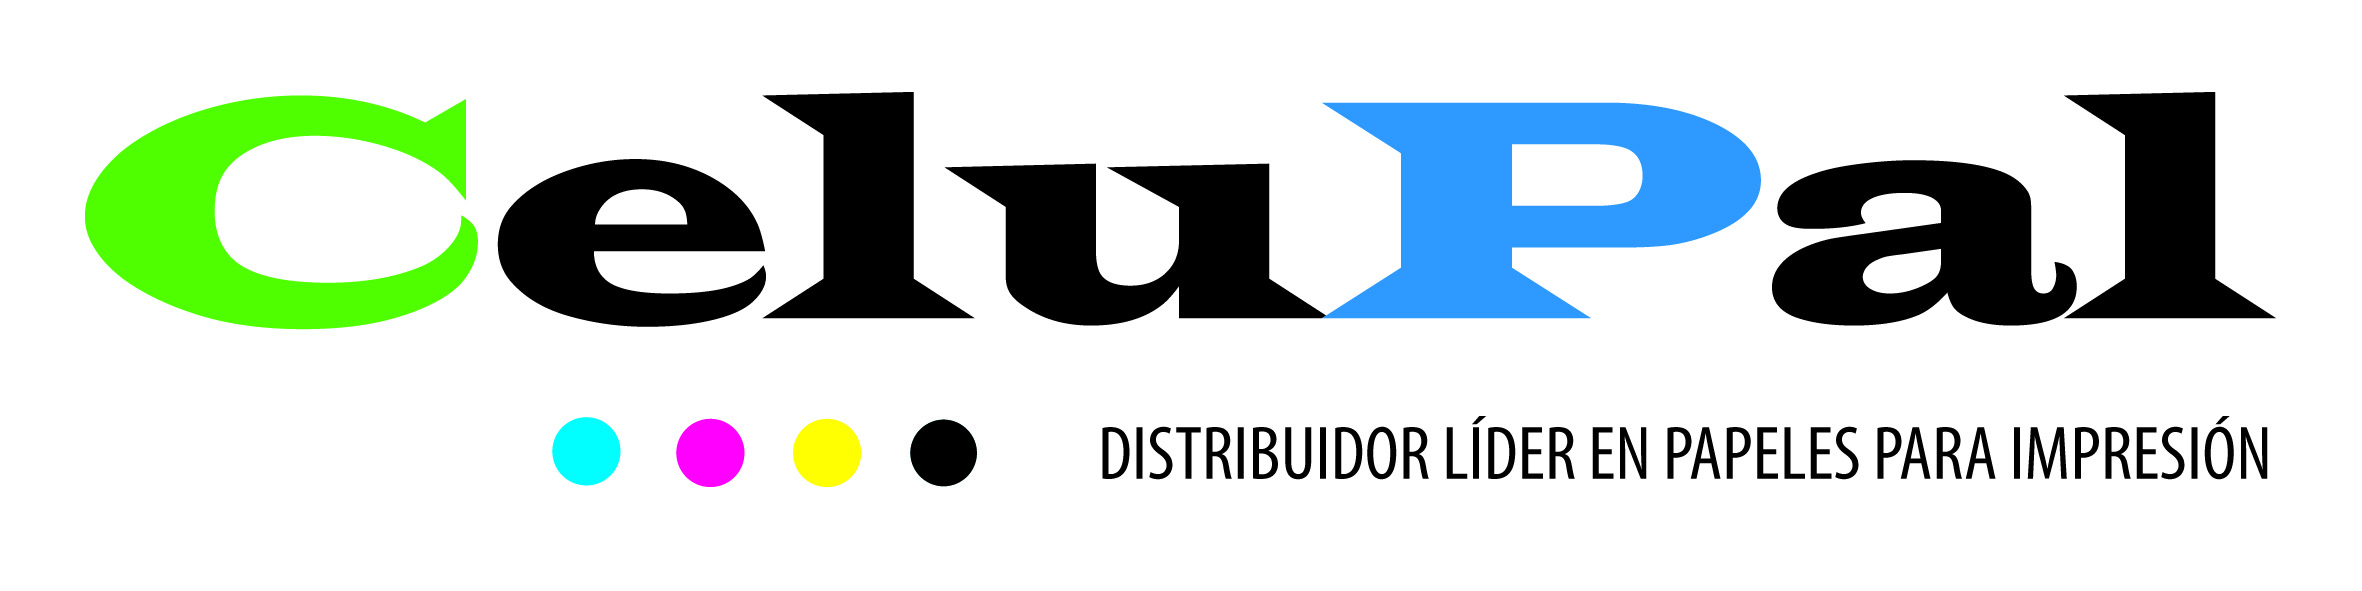 CeluPal
DISTRIBUIDOR LÍDER EN PAPELES PARA IMPRESIÓN